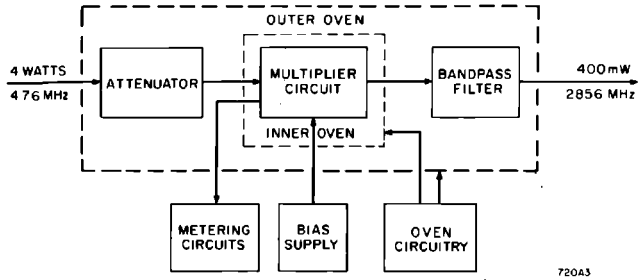 OUTER OVEN
4 WATTS
476 MHz
ATTENUATOR
MULTIPLIER
CIRCUIT
INNER OVEN
BANDPASS
FILTER
400mW
2856 MHz
METERING
CIRCUITS
BIAS
SUPPLY
OVEN
CIRCUITRY
720A3